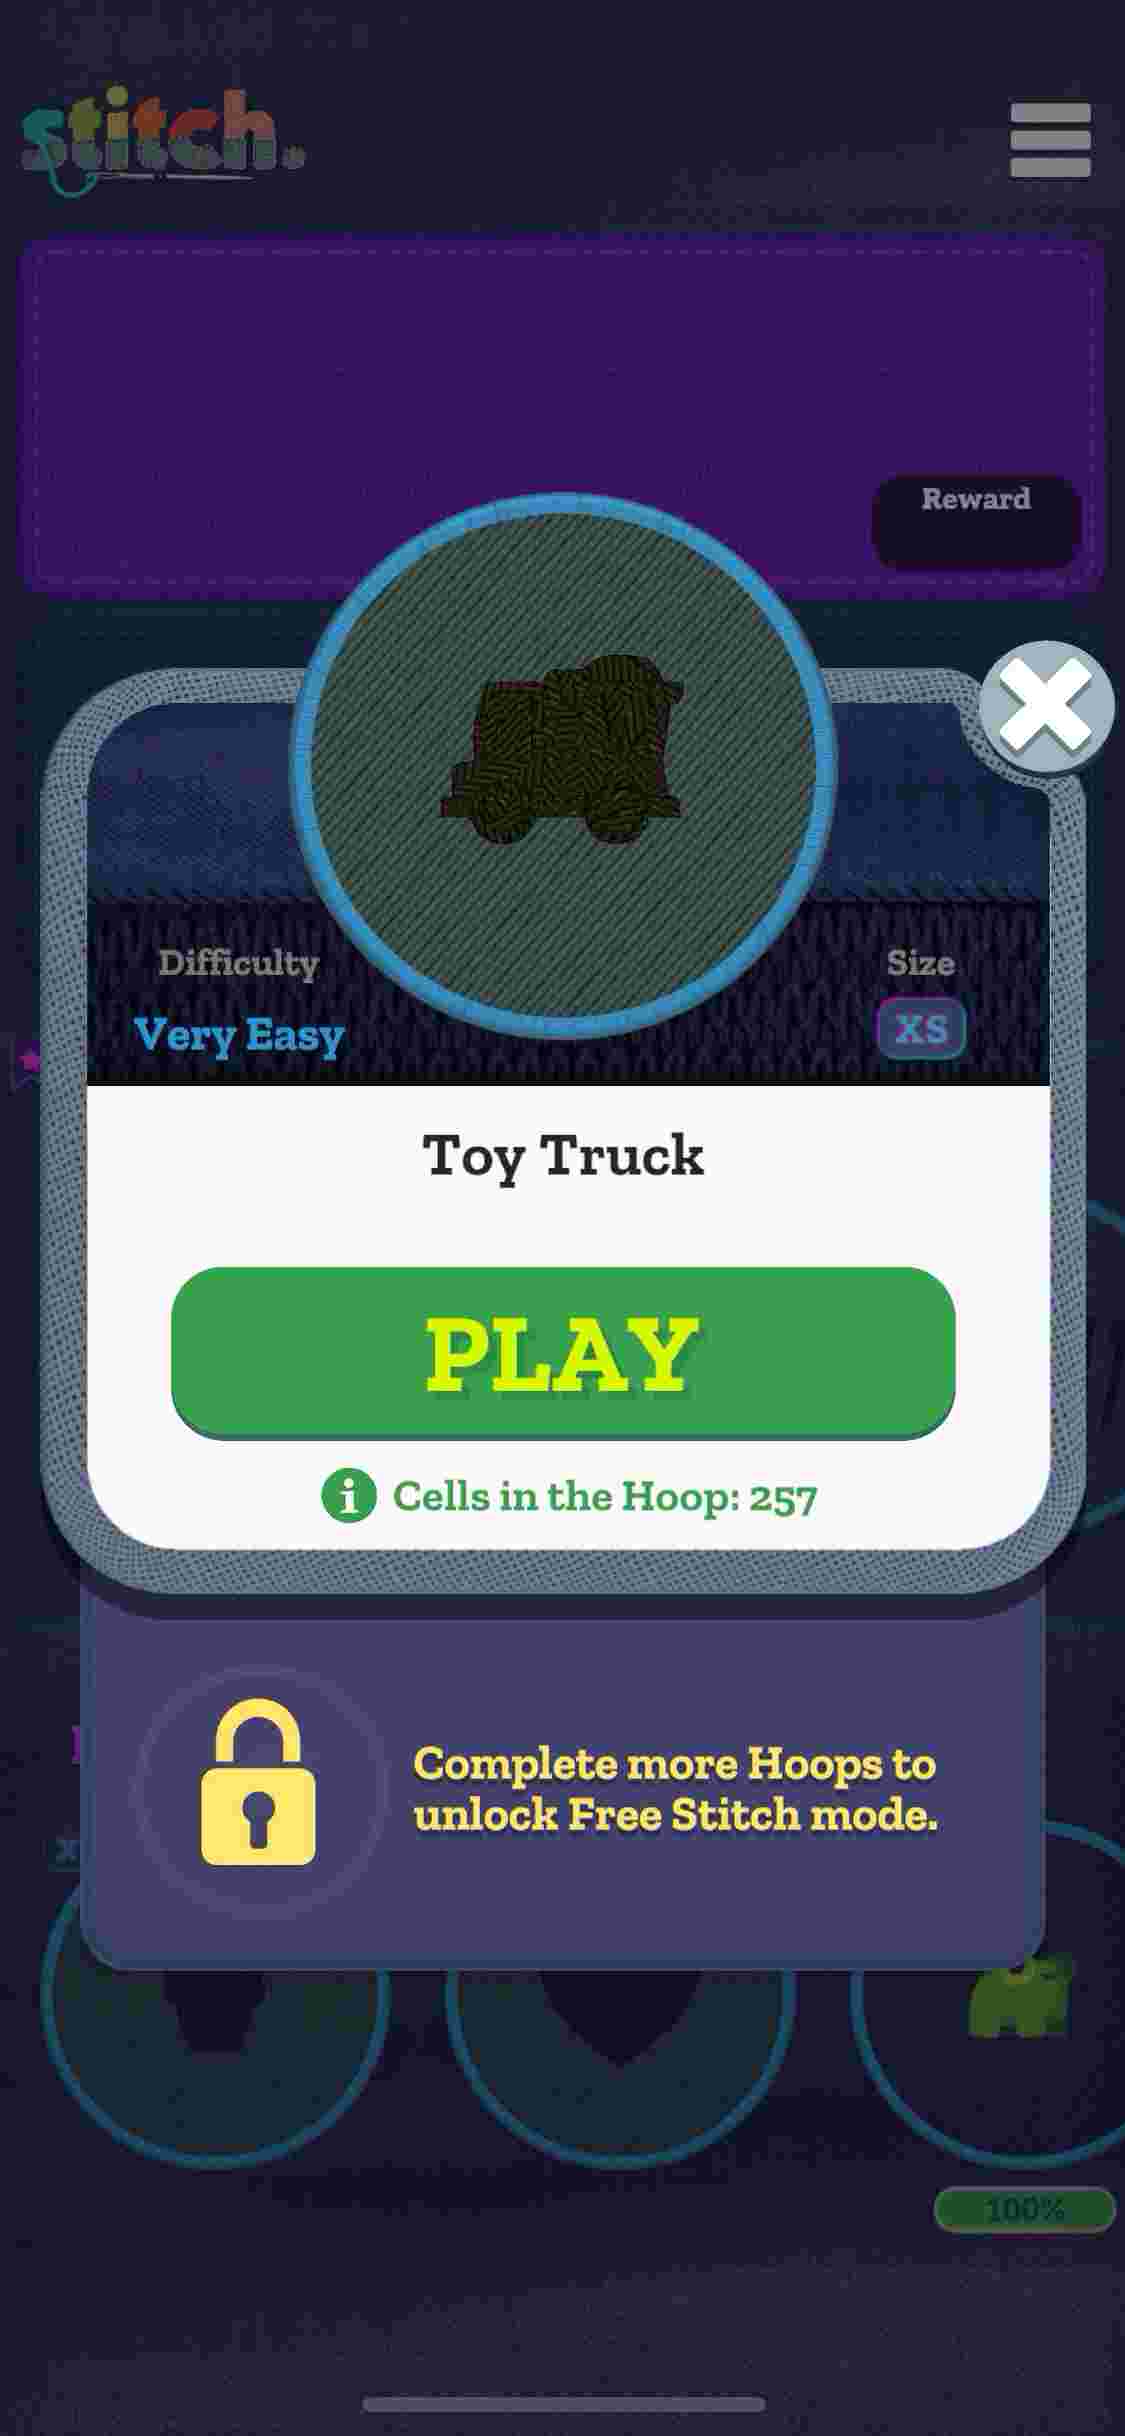 stitch.
Reward
Difficulty
Size
Very Easy
XS
Toy Truck
PLAY
i Cells in the Hoop: 257
Complete more Hoops to
unlock Free Stitch mode.
100%